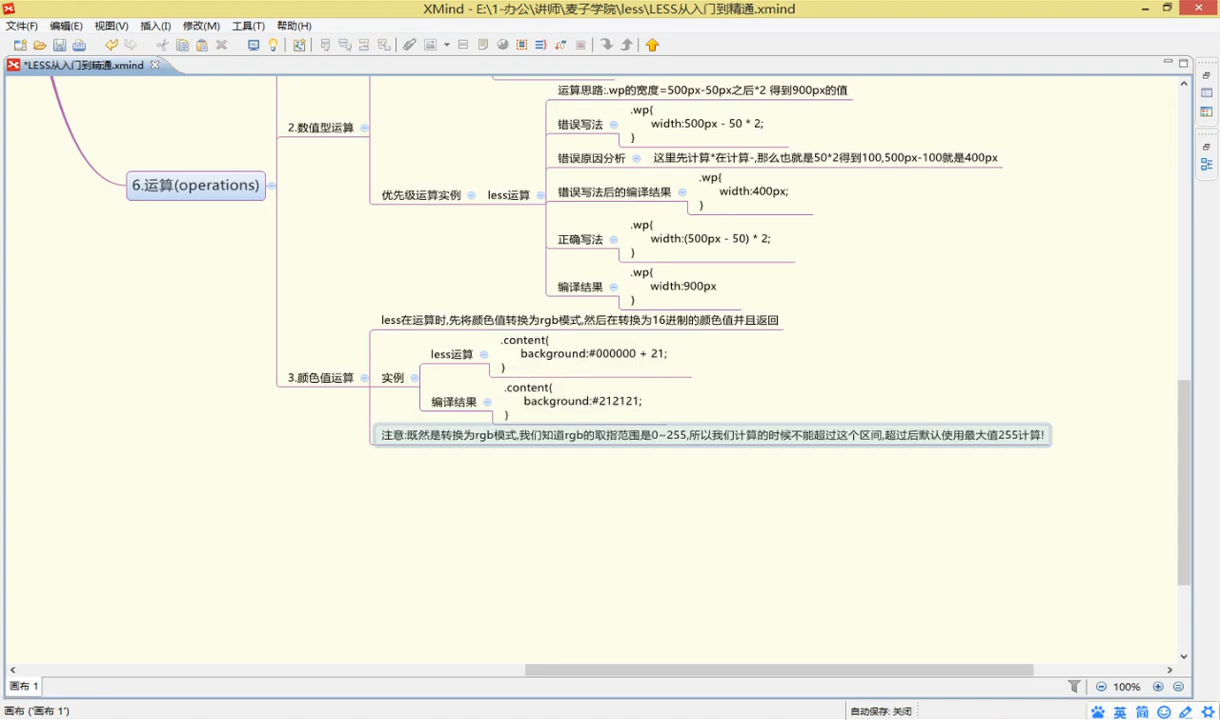 XMind - E:\1-办公\讲师\麦子学院\less\LESS从入门到精通.xmind
文件(F) 编辑(E) 视图(V) 插入(I) 修改(M) 工具(T) 帮助(H)
*LESS从入门到精通.xmind
6.运算(operations)
2.数值型运算
优先级运算实例
less运算
运算思路:.wp的宽度=500px-50px之后*2 得到900px的值
错误写法
.wp{
width:500px - 50 * 2;
}
错误原因分析
这里先计算*在计算-,那么也就是50*2得到100,500px-100就是400px
错误写法后的编译结果
.wp{
width:400px;
}
正确写法
.wp{
width:(500px - 50) * 2;
}
编译结果
.wp{
width:900px
}
3.颜色值运算
less在运算时,先将颜色值转换为rgb模式,然后在转换为16进制的颜色值并且返回
实例
less运算
.content{
background:#000000 + 21;
}
编译结果
.content{
background:#212121;
}
注意:既然是转换为rgb模式,我们知道rgb的取指范围是0~255,所以我们计算的时候不能超过这个区间,超过后默认使用最大值255计算!
画布 1
100%
画布 ('画布 1')
自动保存: 关闭
英 简